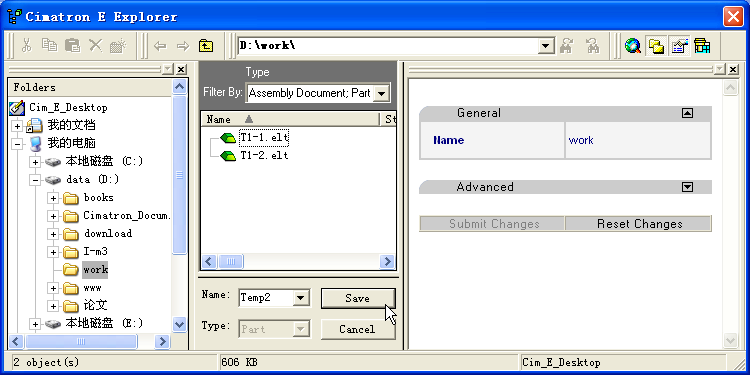 Cimatron E Explorer
D:\work\
Folders
Cim_E_Desktop
我的文档
我的电脑
本地磁盘 (C:)
data (D:)
books
Cimatron_Docum.
download
I-m3
work
www
论文
本地磁盘 (E:)
Type
Filter By: Assembly Document; Part
Name St
T1-1.elt
T1-2.elt
Name: Temp2 Save
Type: Part Cancel
General
Name work
Advanced
Submit Changes Reset Changes
2 object(s) 606 KB Cim_E_Desktop